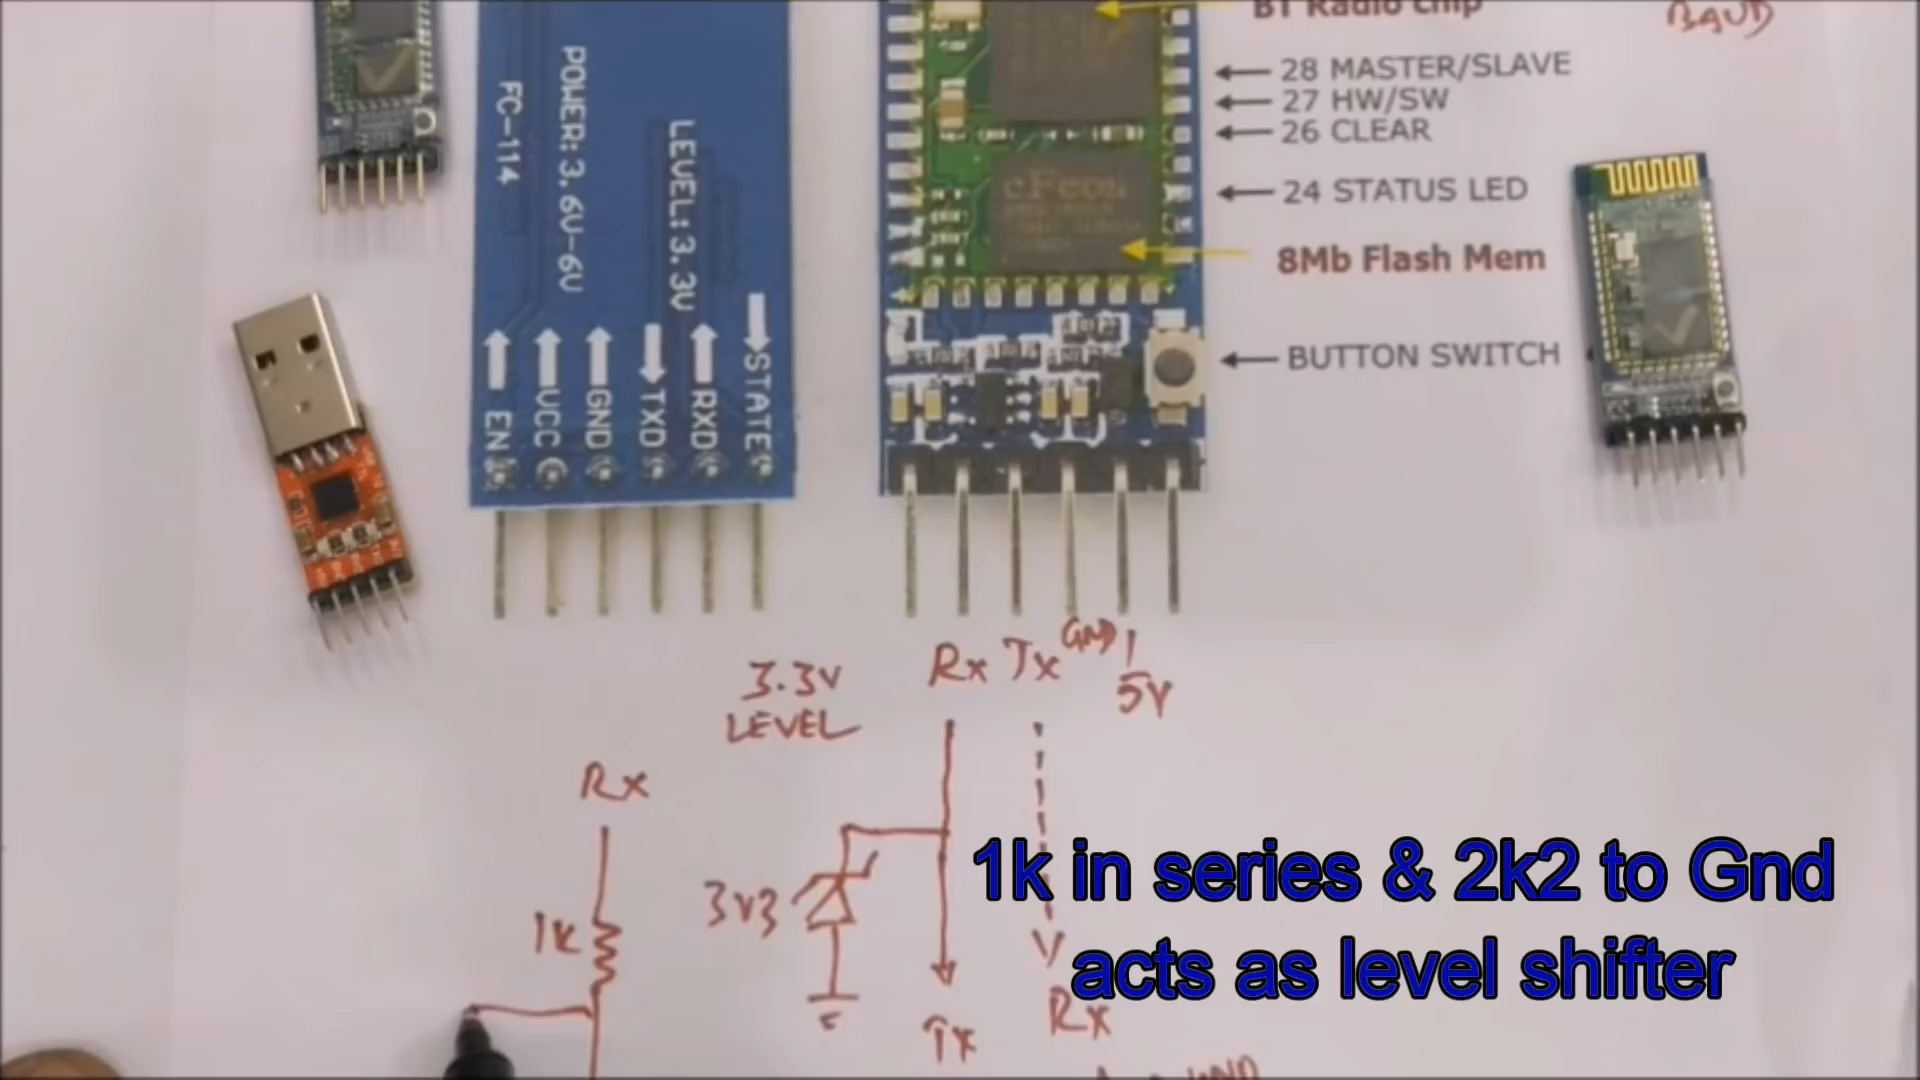 BT Radio chip
BAUD
28 MASTER/SLAVE
27 HW/SW
26 CLEAR
24 STATUS LED
8Mb Flash Mem
BUTTON SWITCH
FC-114
POWER:3.6V-6V
LEVEL:3.3V
EN
VCC
GND
TXD
RXD
STATE
cFeon
Rx Tx GND
5V
3.3V
LEVEL
Rx
1k
3V3
1k in series & 2k2 to Gnd
acts as level shifter
Tx
Rx